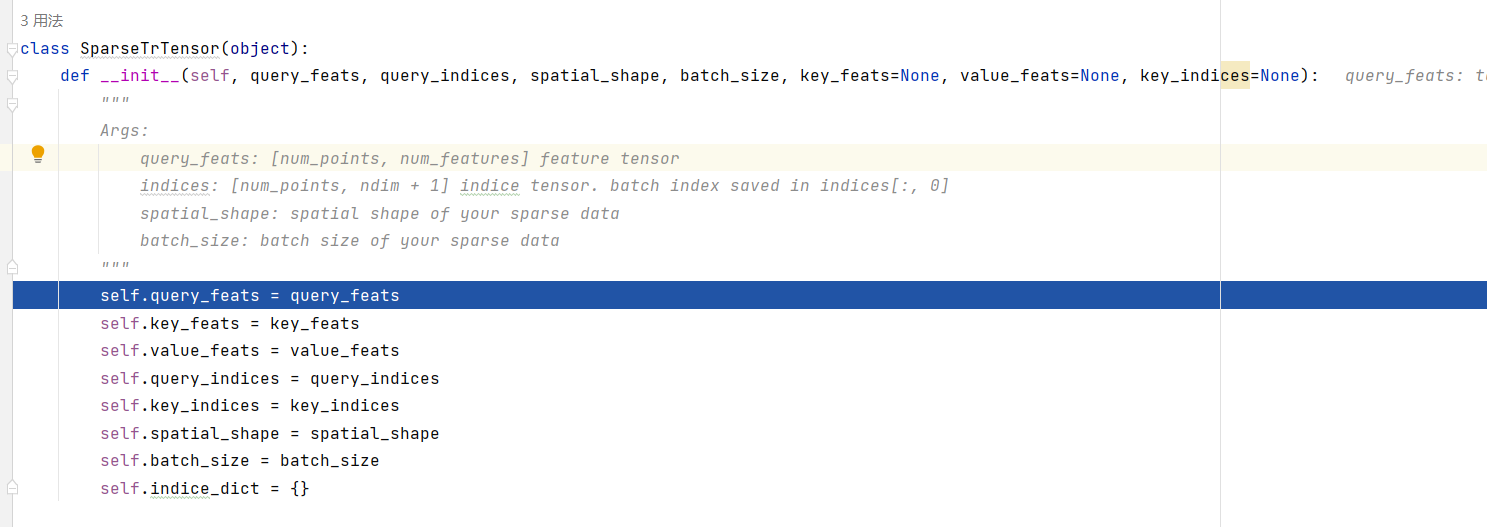 3 用法
class SparseTrTensor(object):
def __init__(self, query_feats, query_indices, spatial_shape, batch_size, key_feats=None, value_feats=None, key_indices=None): query_feats:
"""
Args:
query_feats: [num_points, num_features] feature tensor
indices: [num_points, ndim + 1] indice tensor. batch index saved in indices[:, 0]
spatial_shape: spatial shape of your sparse data
batch_size: batch size of your sparse data
"""
self.query_feats = query_feats
self.key_feats = key_feats
self.value_feats = value_feats
self.query_indices = query_indices
self.key_indices = key_indices
self.spatial_shape = spatial_shape
self.batch_size = batch_size
self.indice_dict = {}